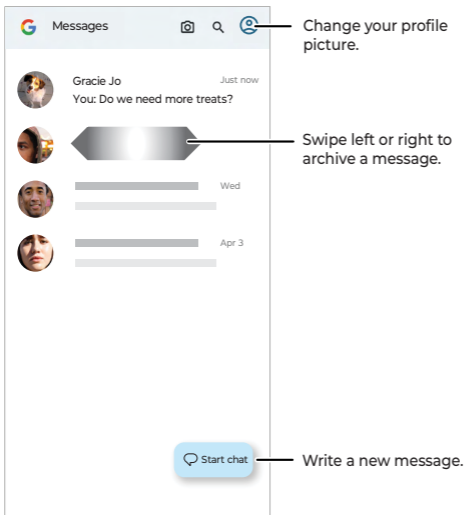 Messages
Change your profile
picture.
Gracie Jo
Just now
You: Do we need more treats?
Swipe left or right to
archive a message.
Wed
Apr 3
Start chat
Write a new message.